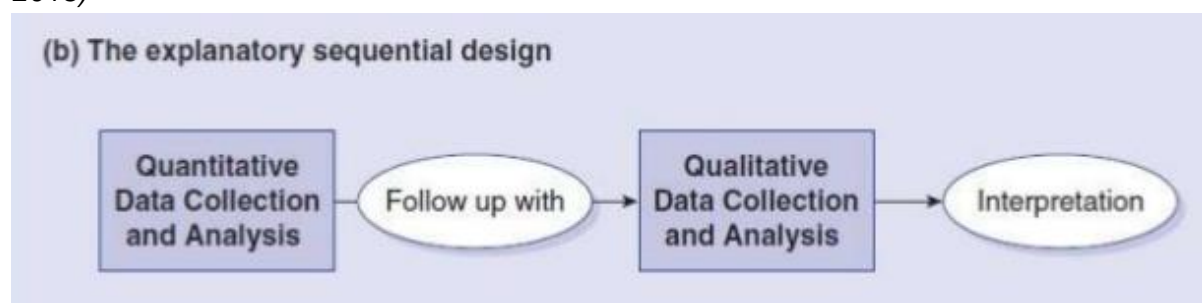 (b) The explanatory sequential design
Quantitative
Data Collection
and Analysis
Follow up with
Qualitative
Data Collection
and Analysis
Interpretation